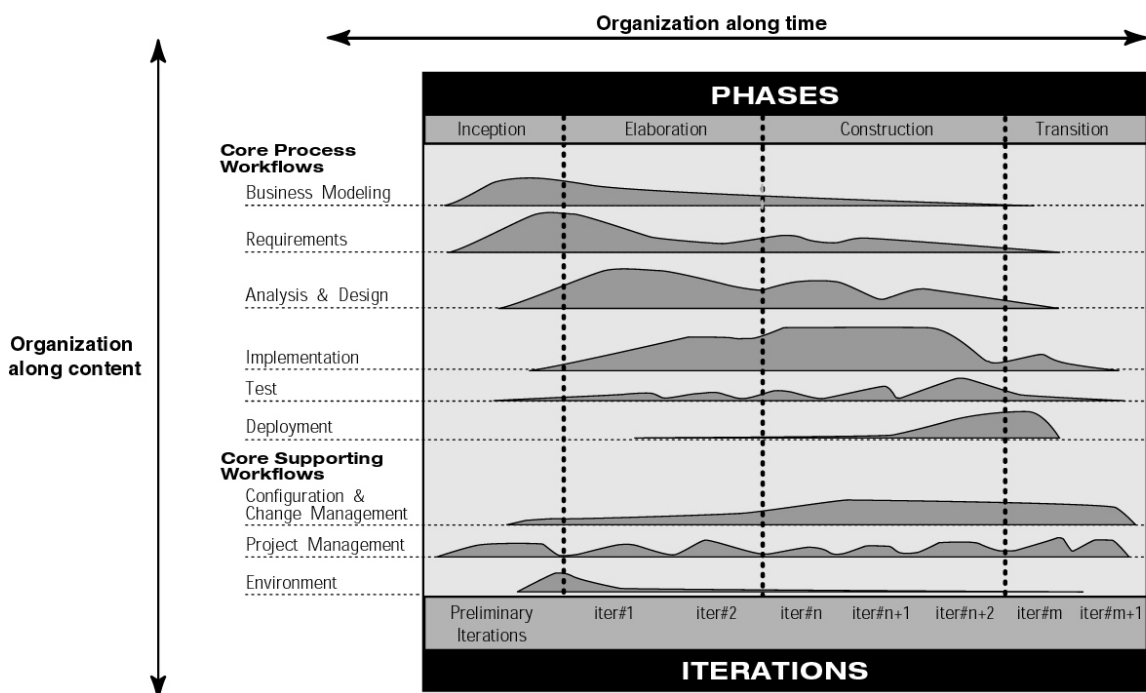 Organization along time
PHASES
Inception Elaboration Construction Transition
Core Process
Workflows
Business Modeling
Requirements
Analysis & Design
Implementation
Test
Deployment
Organization
along content
Core Supporting
Workflows
Configuration &
Change Management
Project Management
Environment
Preliminary
Iterations
iter#1 iter#2 iter#n iter#n+1 iter#n+2 iter#m iter#m+1
ITERATIONS